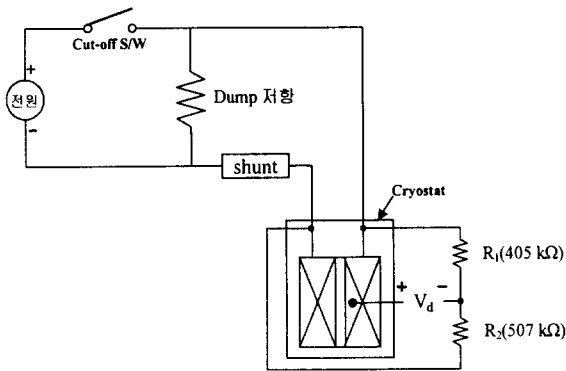 Cut-off S/W
+
전원
−
Dump 저항
shunt
Cryostat
R₁(405 kΩ)
+ V_d −
R₂(507 kΩ)